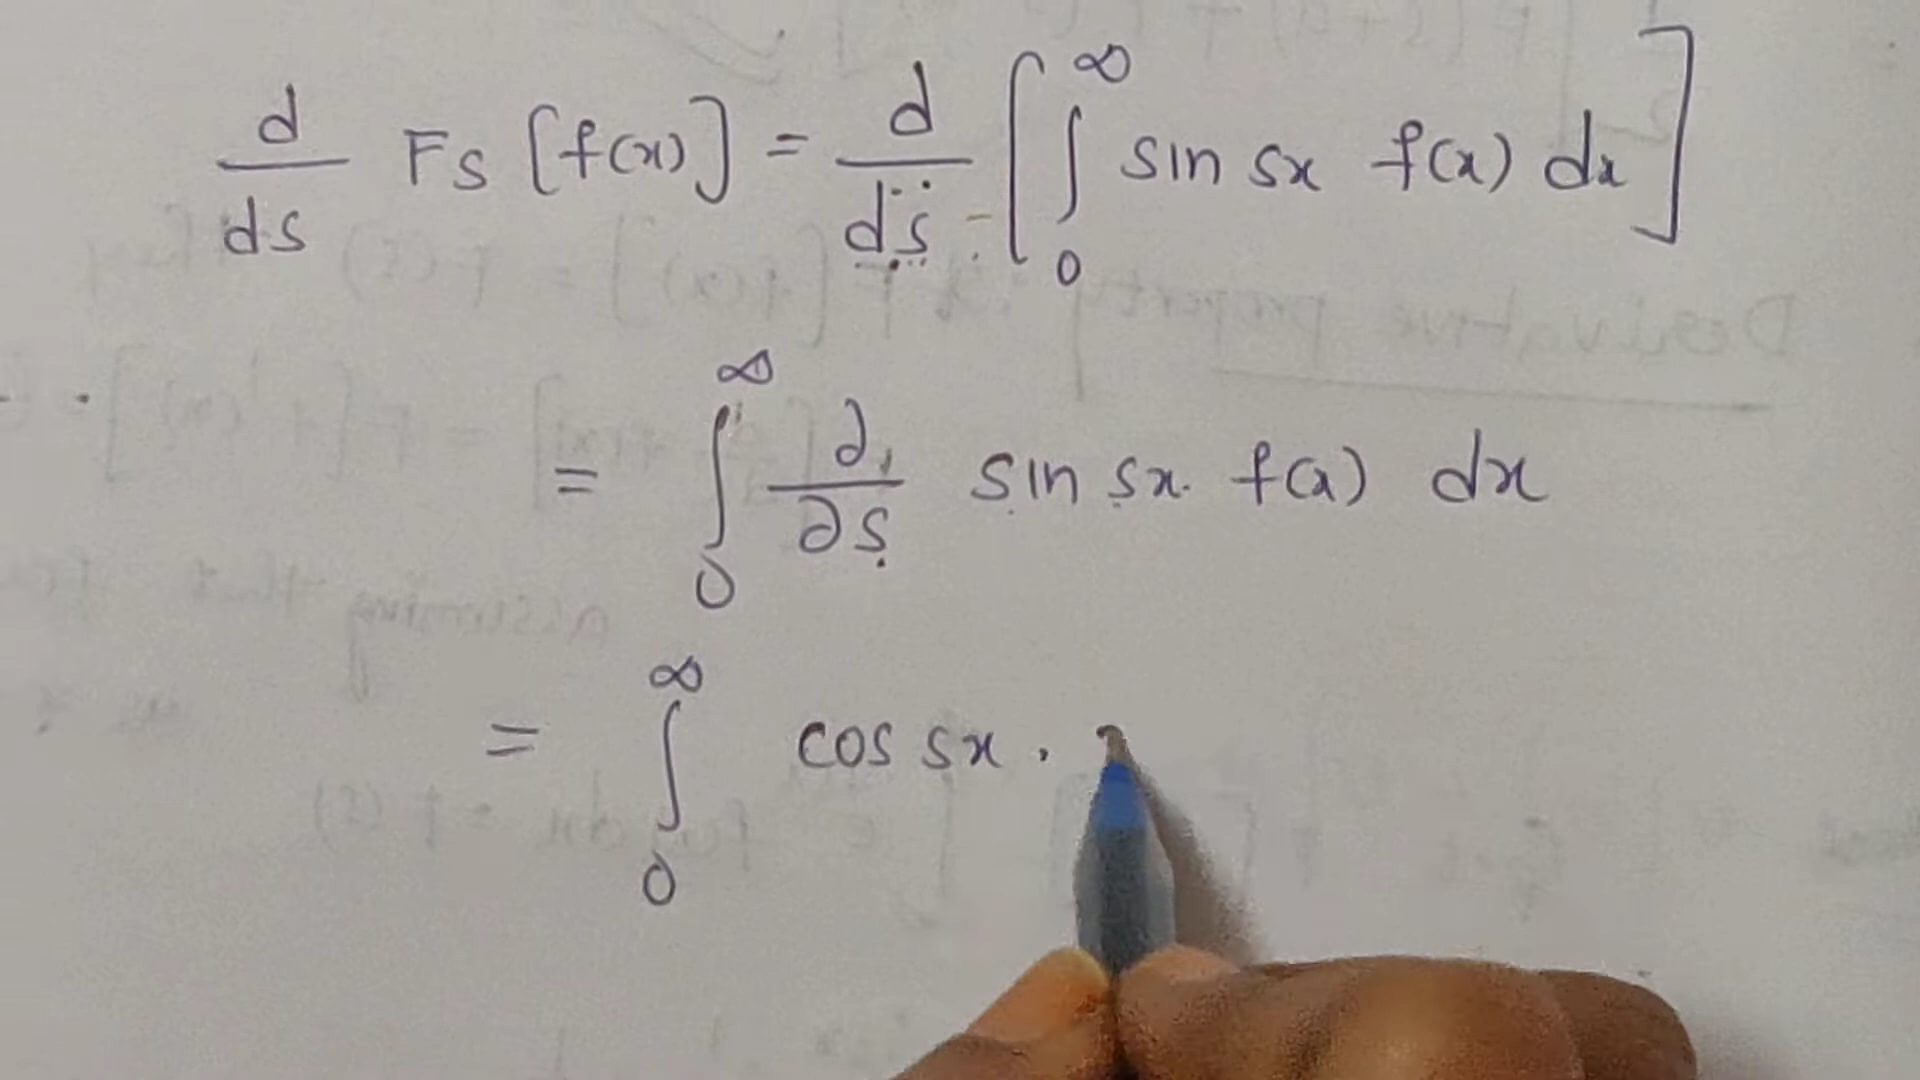 d/ds Fs [f(x)] = d/ds [ ∫₀^∞ sin sx f(x) dx ]
= ∫₀^∞ ∂/∂s sin sx f(x) dx
= ∫₀^∞ cos sx .